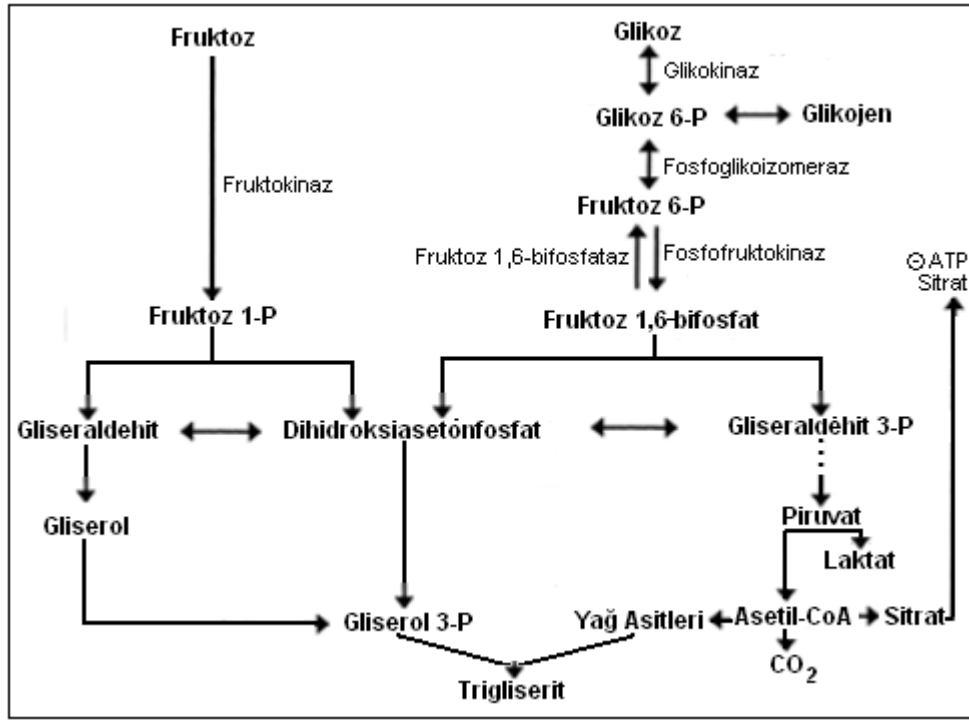 Fruktoz
Glikoz
Glikokinaz
Glikoz 6-P
Glikojen
Fosfoglikoizomeraz
Fruktokinaz
Fruktoz 6-P
Fruktoz 1,6-bifosfataz
Fosfofruktokinaz
⊖ ATP
Sitrat
Fruktoz 1-P
Fruktoz 1,6-bifosfat
Gliseraldehit
Dihidroksiasetonfosfat
Gliseraldehit 3-P
Gliserol
Piruvat
Laktat
Gliserol 3-P
Yağ Asitleri
Asetil-CoA
Sitrat
CO₂
Trigliserit